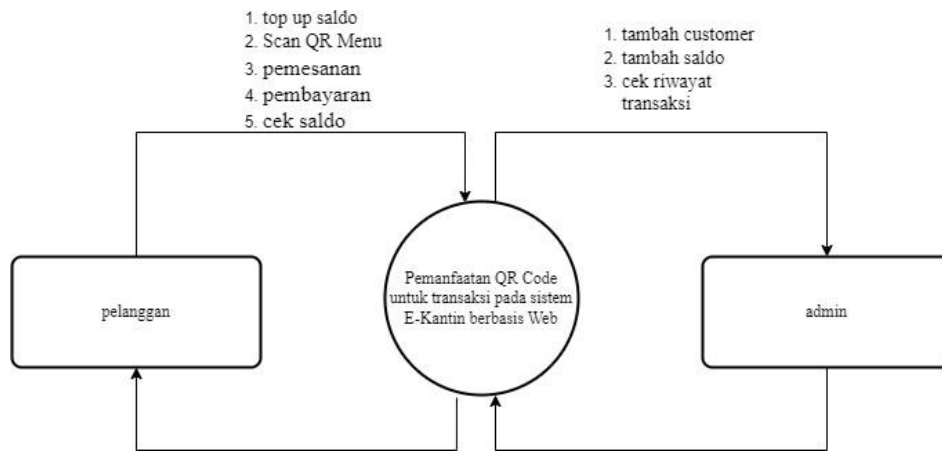 1. top up saldo
2. Scan QR Menu
3. pemesanan
4. pembayaran
5. cek saldo
1. tambah customer
2. tambah saldo
3. cek riwayat
transaksi
pelanggan
Pemanfaatan QR Code
untuk transaksi pada sistem
E-Kantin berbasis Web
admin